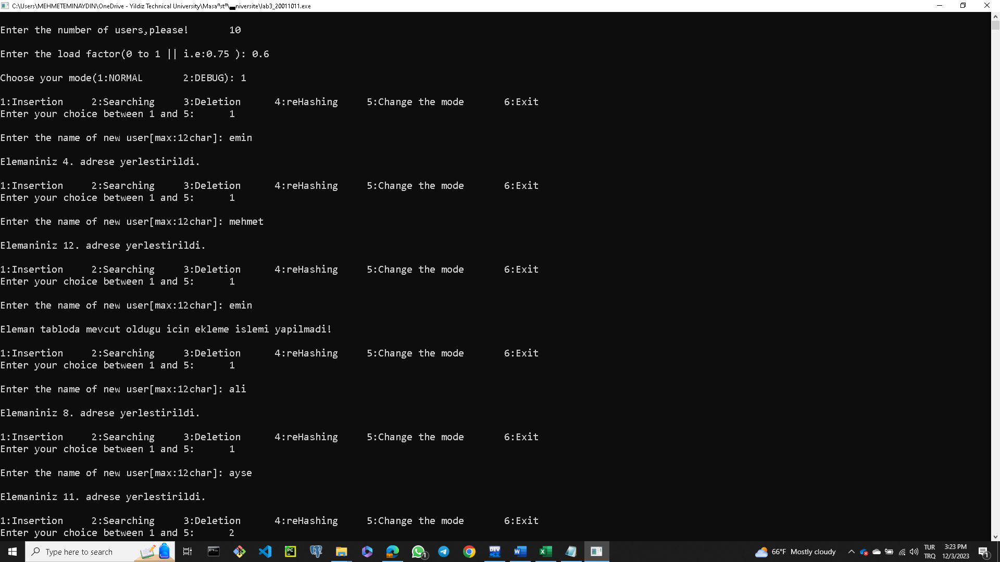 C:\Users\MEHMETEMINAYDIN\OneDrive - Yildiz Technical University\Masaⁿstⁿ\▄niversite\lab3_20011011.exe
Enter the number of users,please! 10
Enter the load factor(0 to 1 || i.e:0.75 ): 0.6
Choose your mode(1:NORMAL 2:DEBUG): 1
1:Insertion 2:Searching 3:Deletion 4:reHashing 5:Change the mode 6:Exit
Enter your choice between 1 and 5: 1
Enter the name of new user[max:12char]: emin
Elemaniniz 4. adrese yerlestirildi.
1:Insertion 2:Searching 3:Deletion 4:reHashing 5:Change the mode 6:Exit
Enter your choice between 1 and 5: 1
Enter the name of new user[max:12char]: mehmet
Elemaniniz 12. adrese yerlestirildi.
1:Insertion 2:Searching 3:Deletion 4:reHashing 5:Change the mode 6:Exit
Enter your choice between 1 and 5: 1
Enter the name of new user[max:12char]: emin
Eleman tabloda mevcut oldugu icin ekleme islemi yapilmadi!
1:Insertion 2:Searching 3:Deletion 4:reHashing 5:Change the mode 6:Exit
Enter your choice between 1 and 5: 1
Enter the name of new user[max:12char]: ali
Elemaniniz 8. adrese yerlestirildi.
1:Insertion 2:Searching 3:Deletion 4:reHashing 5:Change the mode 6:Exit
Enter your choice between 1 and 5: 1
Enter the name of new user[max:12char]: ayse
Elemaniniz 11. adrese yerlestirildi.
1:Insertion 2:Searching 3:Deletion 4:reHashing 5:Change the mode 6:Exit
Enter your choice between 1 and 5: 2
Type here to search
PC
1
DEV
66°F Mostly cloudy
TUR
TRQ
3:23 PM
12/3/2023
1